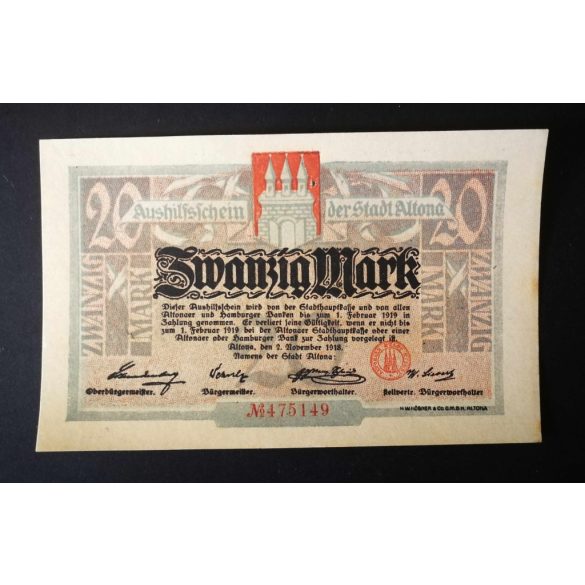 20 20
Aushilfsschein der Stadt Altona
ZWANZIG MARK
MARK ZWANZIG
Zwanzig Mark
Dieser Aushilfsschein wird von der Stadthauptkasse und von allen
Altonaer und Hamburger Banken bis zum 1. Februar 1919 in
Zahlung genommen. Er verliert seine Gültigkeit, wenn er nicht bis
zum 1. Februar 1919 bei der Altonaer Stadthauptkasse oder einer
Altonaer oder Hamburger Bank zur Zahlung vorgelegt ist.
Altona, den 2. November 1918.
Namens der Stadt Altona:
Oberbürgermeister. Bürgermeister. Bürgerworthalter. stellvertr. Bürgerworthalter.
№475149
H.W.KÖBNER & CO. G.M.B.H. ALTONA